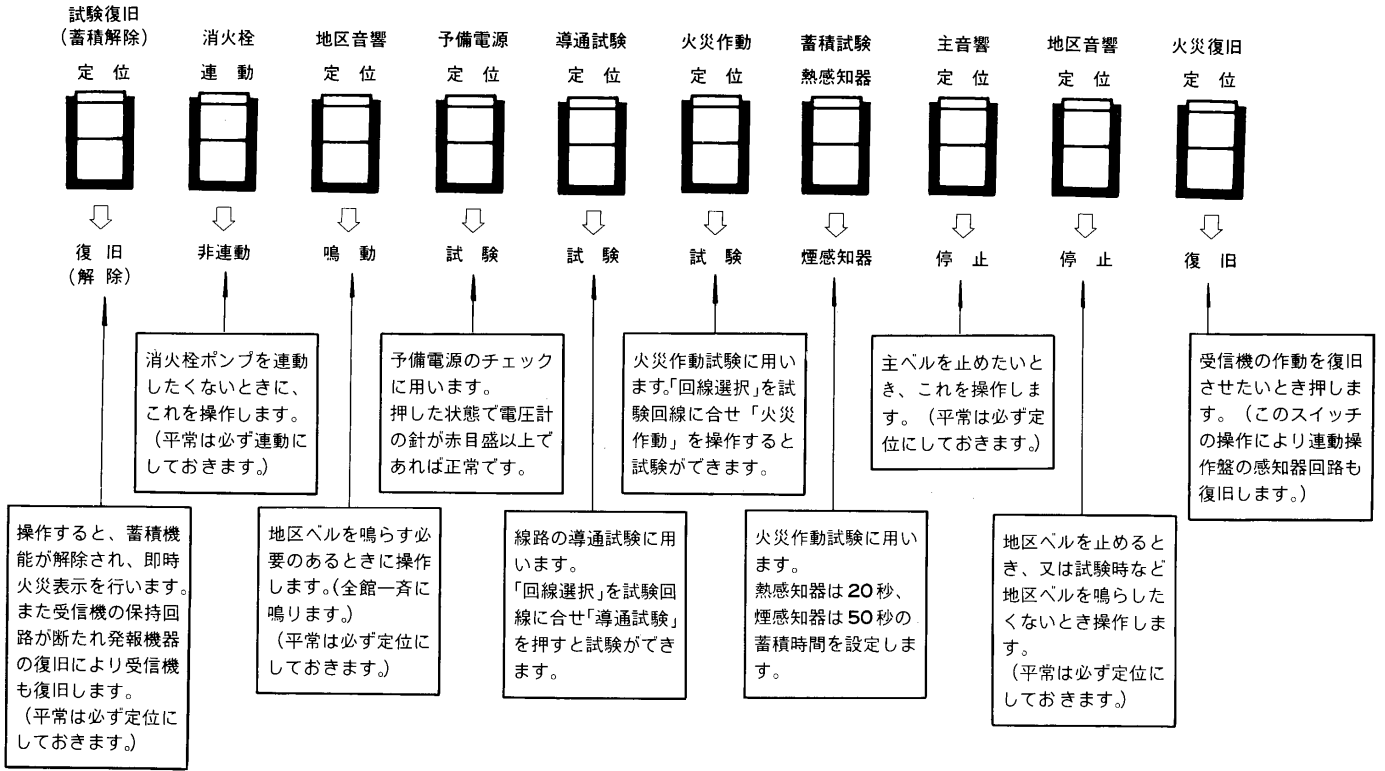 試験復旧
(蓄積解除)
定位
復旧
(解除)
消火栓
連動
非連動
地区音響
定位
鳴動
予備電源
定位
試験
導通試験
定位
試験
火災作動
定位
試験
蓄積試験
熱感知器
煙感知器
主音響
定位
停止
地区音響
定位
停止
火災復旧
定位
復旧
消火栓ポンプを連動
したくないときに、
これを操作します。
(平常は必ず連動に
しておきます。)
予備電源のチェック
に用います。
押した状態で電圧計
の針が赤目盛以上で
あれば正常です。
火災作動試験に用い
ます。「回線選択」を試
験回線に合せ「火災
作動」を操作すると
試験ができます。
主ベルを止めたいと
き、これを操作しま
す。(平常は必ず定
位にしておきます。)
受信機の作動を復旧
させたいとき押しま
す。(このスイッチ
の操作により連動操
作盤の感知器回路も
復旧します。)
操作すると、蓄積機
能が解除され、即時
火災表示を行います。
また受信機の保持回
路が断たれ発報機器
の復旧により受信機
も復旧します。
(平常は必ず定位に
しておきます。)
地区ベルを鳴らす必
要のあるときに操作
します。(全館一斉に
鳴ります。)
(平常は必ず定位に
しておきます。)
線路の導通試験に用
います。
「回線選択」を試験回
線に合せ「導通試験」
を押すと試験ができ
ます。
火災作動試験に用い
ます。
熱感知器は20秒、
煙感知器は50秒の
蓄積時間を設定しま
す。
地区ベルを止めると
き、又は試験時など
地区ベルを鳴らした
くないとき操作しま
す。
(平常は必ず定位に
しておきます。)